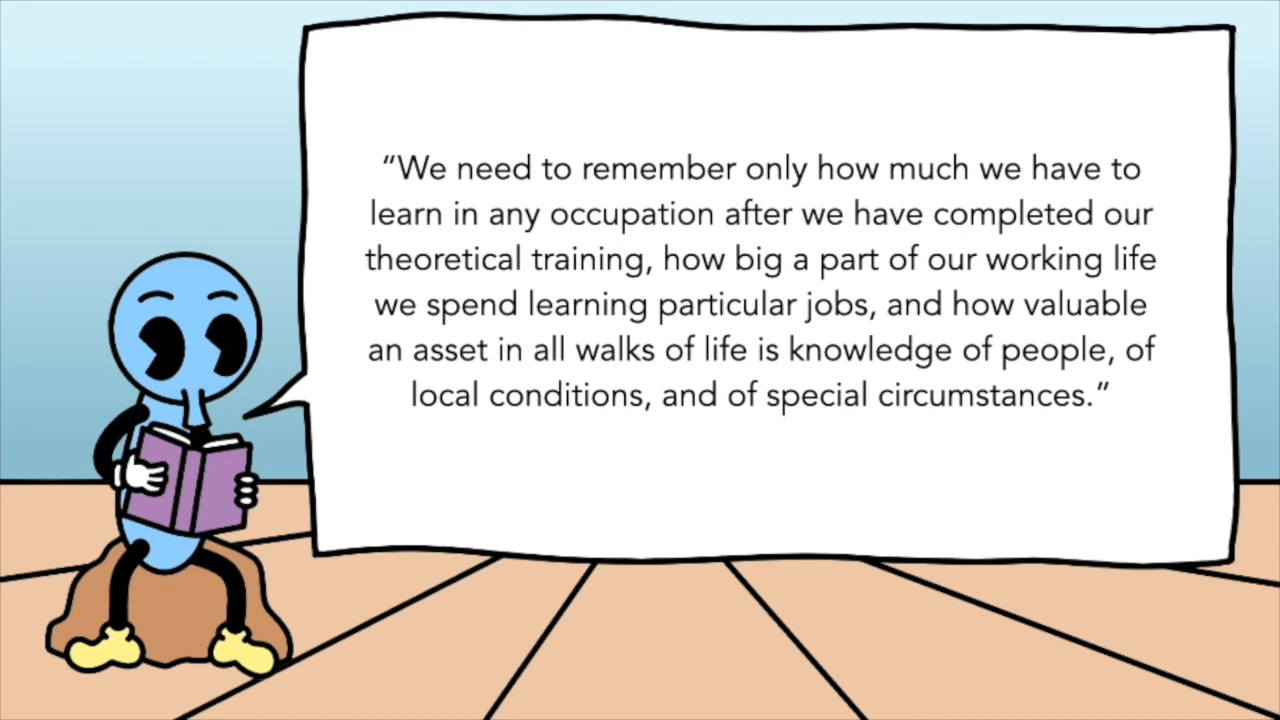 “We need to remember only how much we have to
learn in any occupation after we have completed our
theoretical training, how big a part of our working life
we spend learning particular jobs, and how valuable
an asset in all walks of life is knowledge of people, of
local conditions, and of special circumstances.”